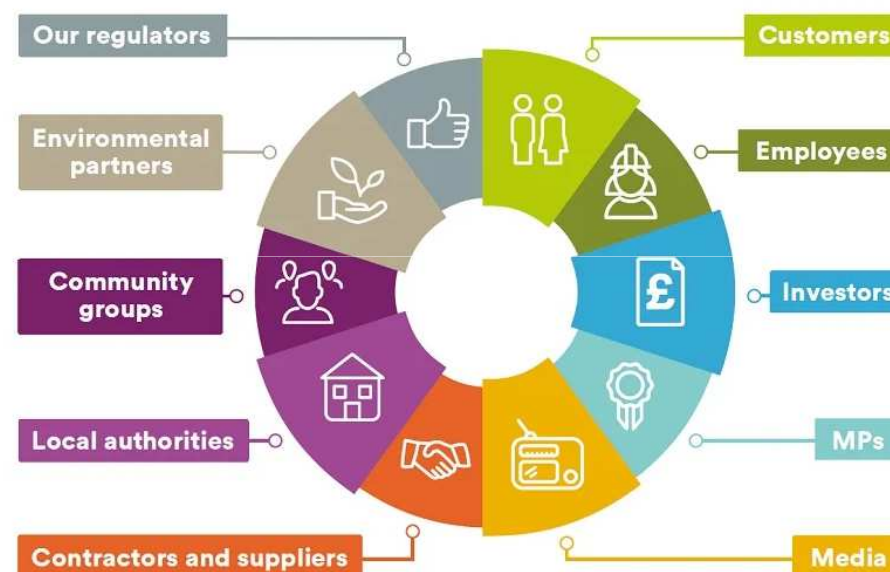 Our regulators
Customers
Environmental
partners
Employees
Community
groups
£
Investors
Local authorities
MPs
Contractors and suppliers
Media